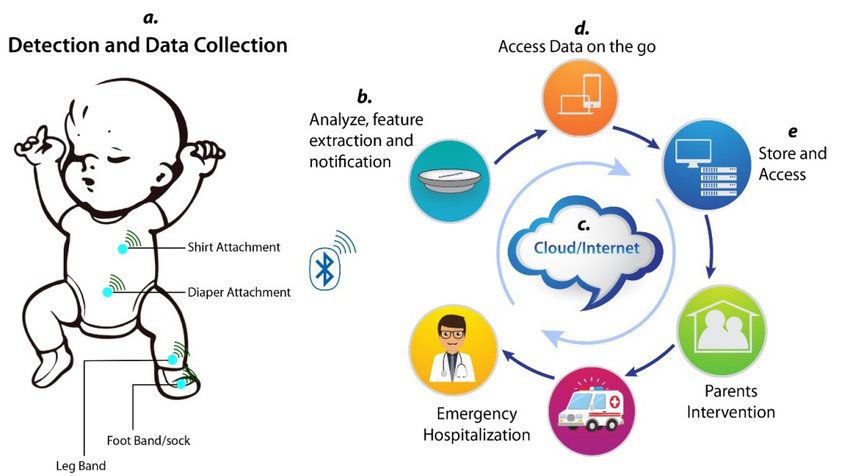 a.
Detection and Data Collection
Shirt Attachment
Diaper Attachment
Foot Band/sock
Leg Band
b.
Analyze, feature
extraction and
notification
c.
Cloud/Internet
d.
Access Data on the go
e
Store and
Access
Parents
Intervention
Emergency
Hospitalization